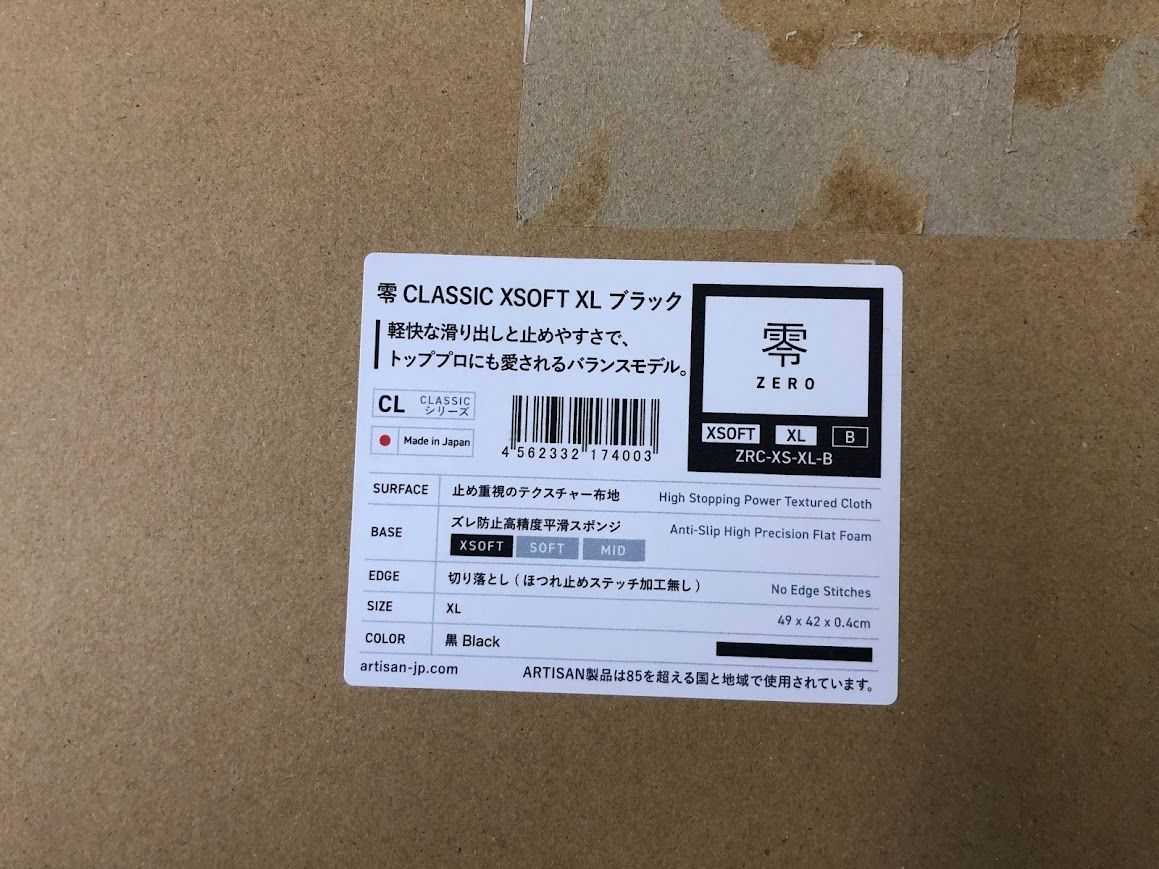 零 CLASSIC XSOFT XL ブラック
軽快な滑り出しと止めやすさで、
トッププロにも愛されるバランスモデル。
零
ZERO
XSOFT XL B
ZRC-XS-XL-B
CL CLASSIC シリーズ
Made in Japan
4 562332 174003
SURFACE 止め重視のテクスチャー布地 High Stopping Power Textured Cloth
BASE ズレ防止高精度平滑スポンジ Anti-Slip High Precision Flat Foam
XSOFT SOFT MID
EDGE 切り落とし ( ほつれ止めステッチ加工無し ) No Edge Stitches
SIZE XL 49 x 42 x 0.4cm
COLOR 黒 Black
artisan-jp.com ARTISAN製品は85を超える国と地域で使用されています。